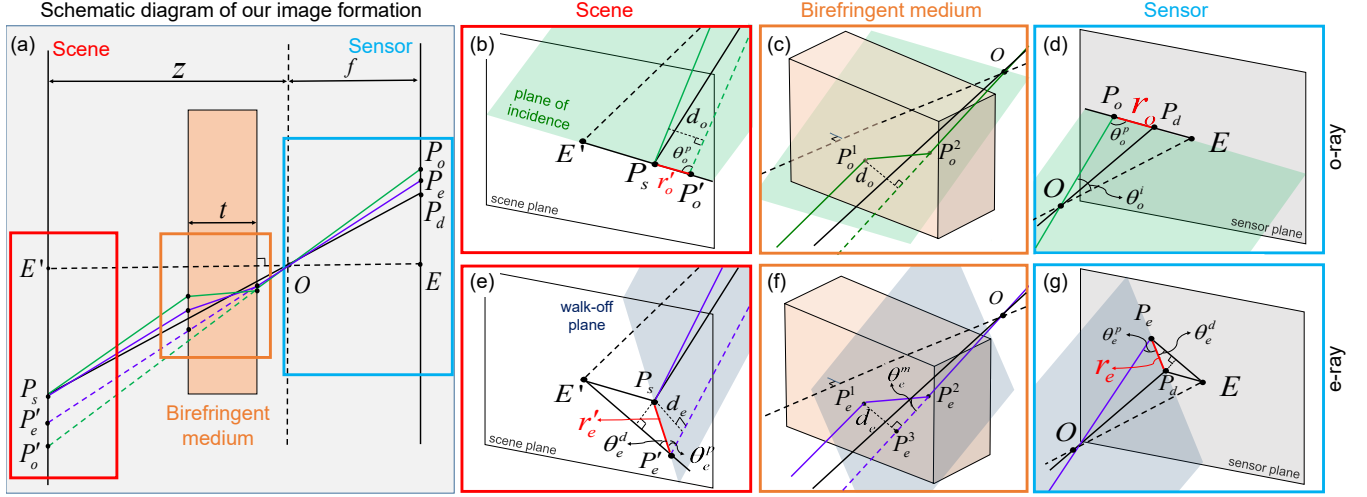 Schematic diagram of our image formation
Scene
Birefringent medium
Sensor
(a)
Scene
Sensor
z
f
t
P_o
P_e
P_d
E'
O
E
P_s
P'_e
P'_o
Birefringent
medium
(b)
plane of
incidence
d_o
θ_o^p
E'
P_s
r'_o
P'_o
scene plane
(c)
O
P_o^1
P_o^2
d_o
(d)
P_o
r_o
P_d
θ_o^p
E
O
θ_o^i
sensor plane
o-ray
(e)
walk-off
plane
E'
P_s
d_e
r'_e
θ_e^d
P'_e
θ_e^p
scene plane
(f)
O
θ_e^m
P_e^1
P_e^2
d_e
P_e^3
(g)
P_e
θ_e^p
θ_e^d
r_e
P_d
E
O
sensor plane
e-ray